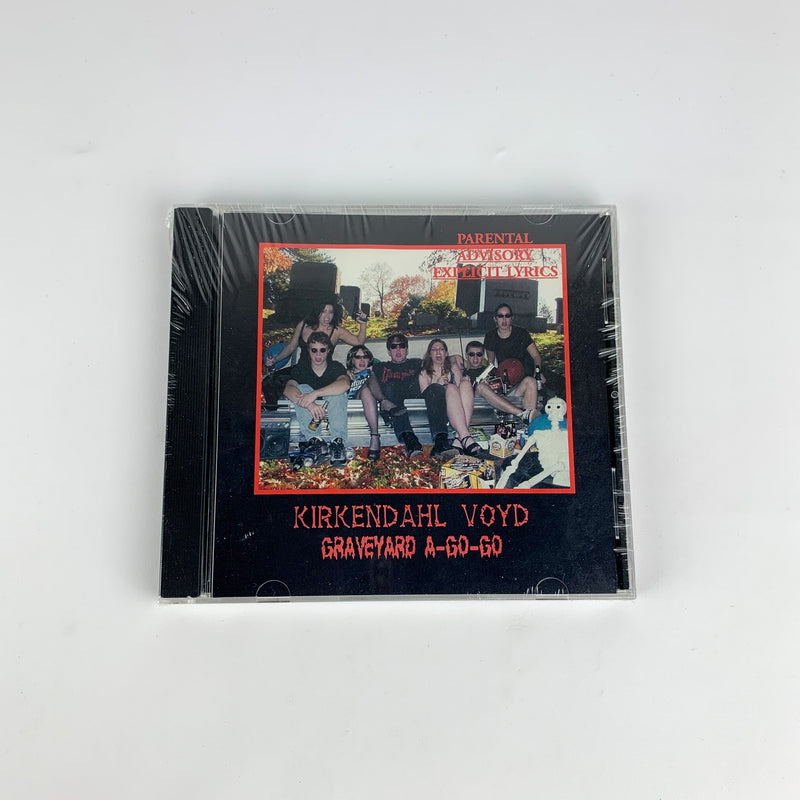 PARENTAL
ADVISORY
EXPLICIT LYRICS
KIRKENDAHL VOYD
GRAVEYARD A-GO-GO